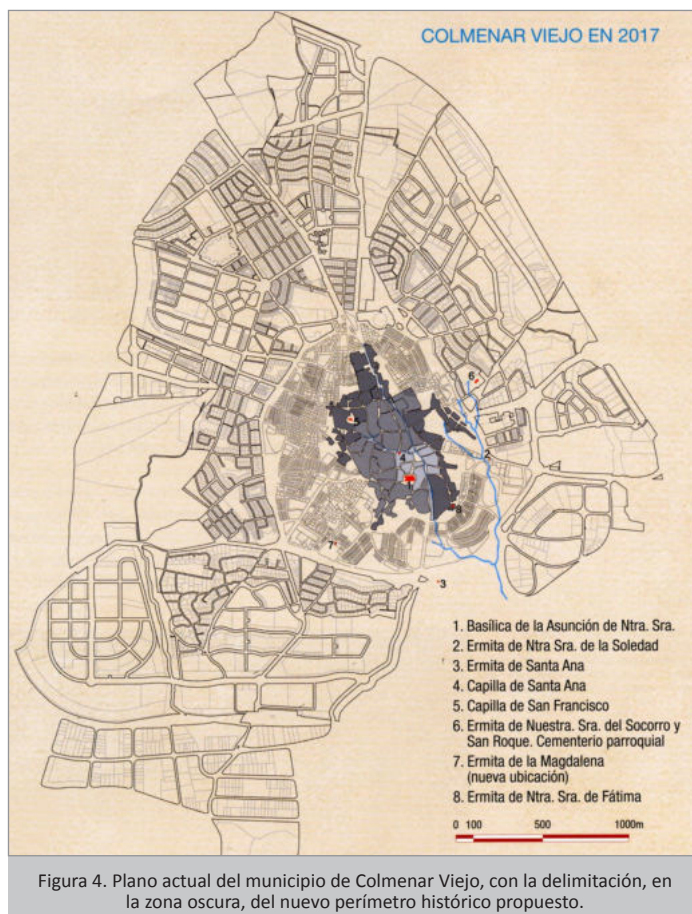 COLMENAR VIEJO EN 2017
6
5
4
2
1
8
7
3
1. Basílica de la Asunción de Ntra. Sra.
2. Ermita de Ntra Sra. de la Soledad
3. Ermita de Santa Ana
4. Capilla de Santa Ana
5. Capilla de San Francisco
6. Ermita de Nuestra. Sra. del Socorro y
San Roque. Cementerio parroquial
7. Ermita de la Magdalena
(nueva ubicación)
8. Ermita de Ntra. Sra. de Fátima
0 100 500 1000m
Figura 4. Plano actual del municipio de Colmenar Viejo, con la delimitación, en
la zona oscura, del nuevo perímetro histórico propuesto.